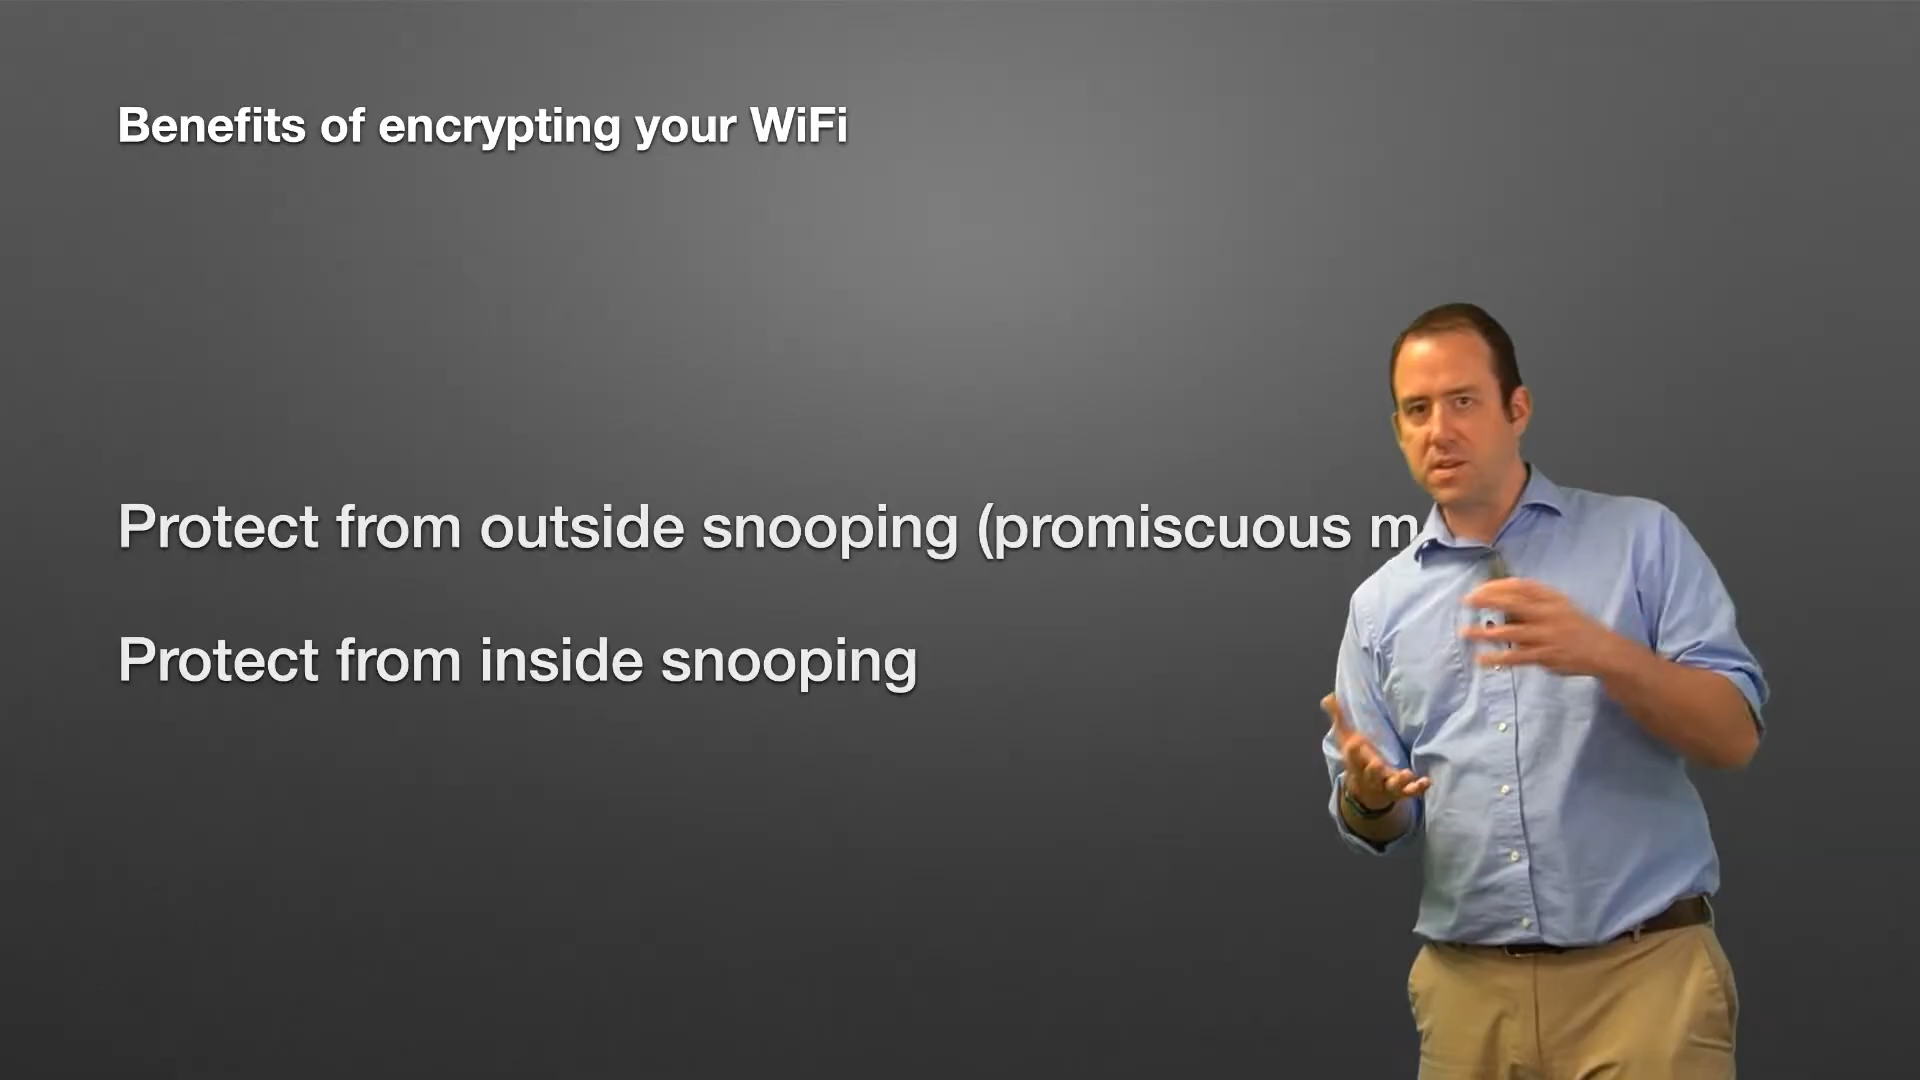 Benefits of encrypting your WiFi
Protect from outside snooping (promiscuous
Protect from inside snooping